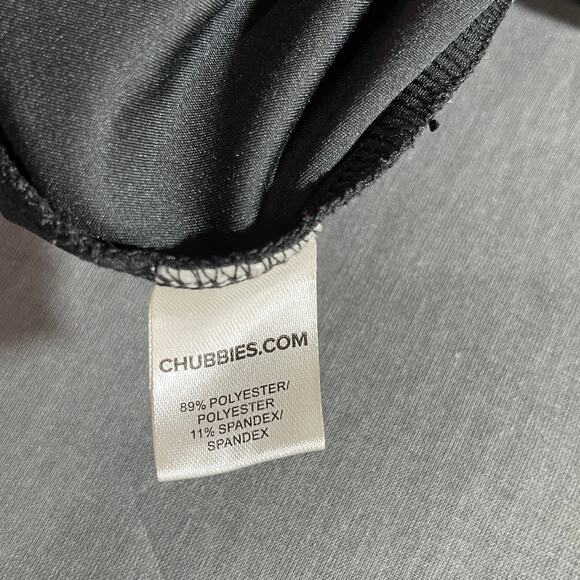 CHUBBIES.COM
89% POLYESTER/
POLYESTER
11% SPANDEX/
SPANDEX